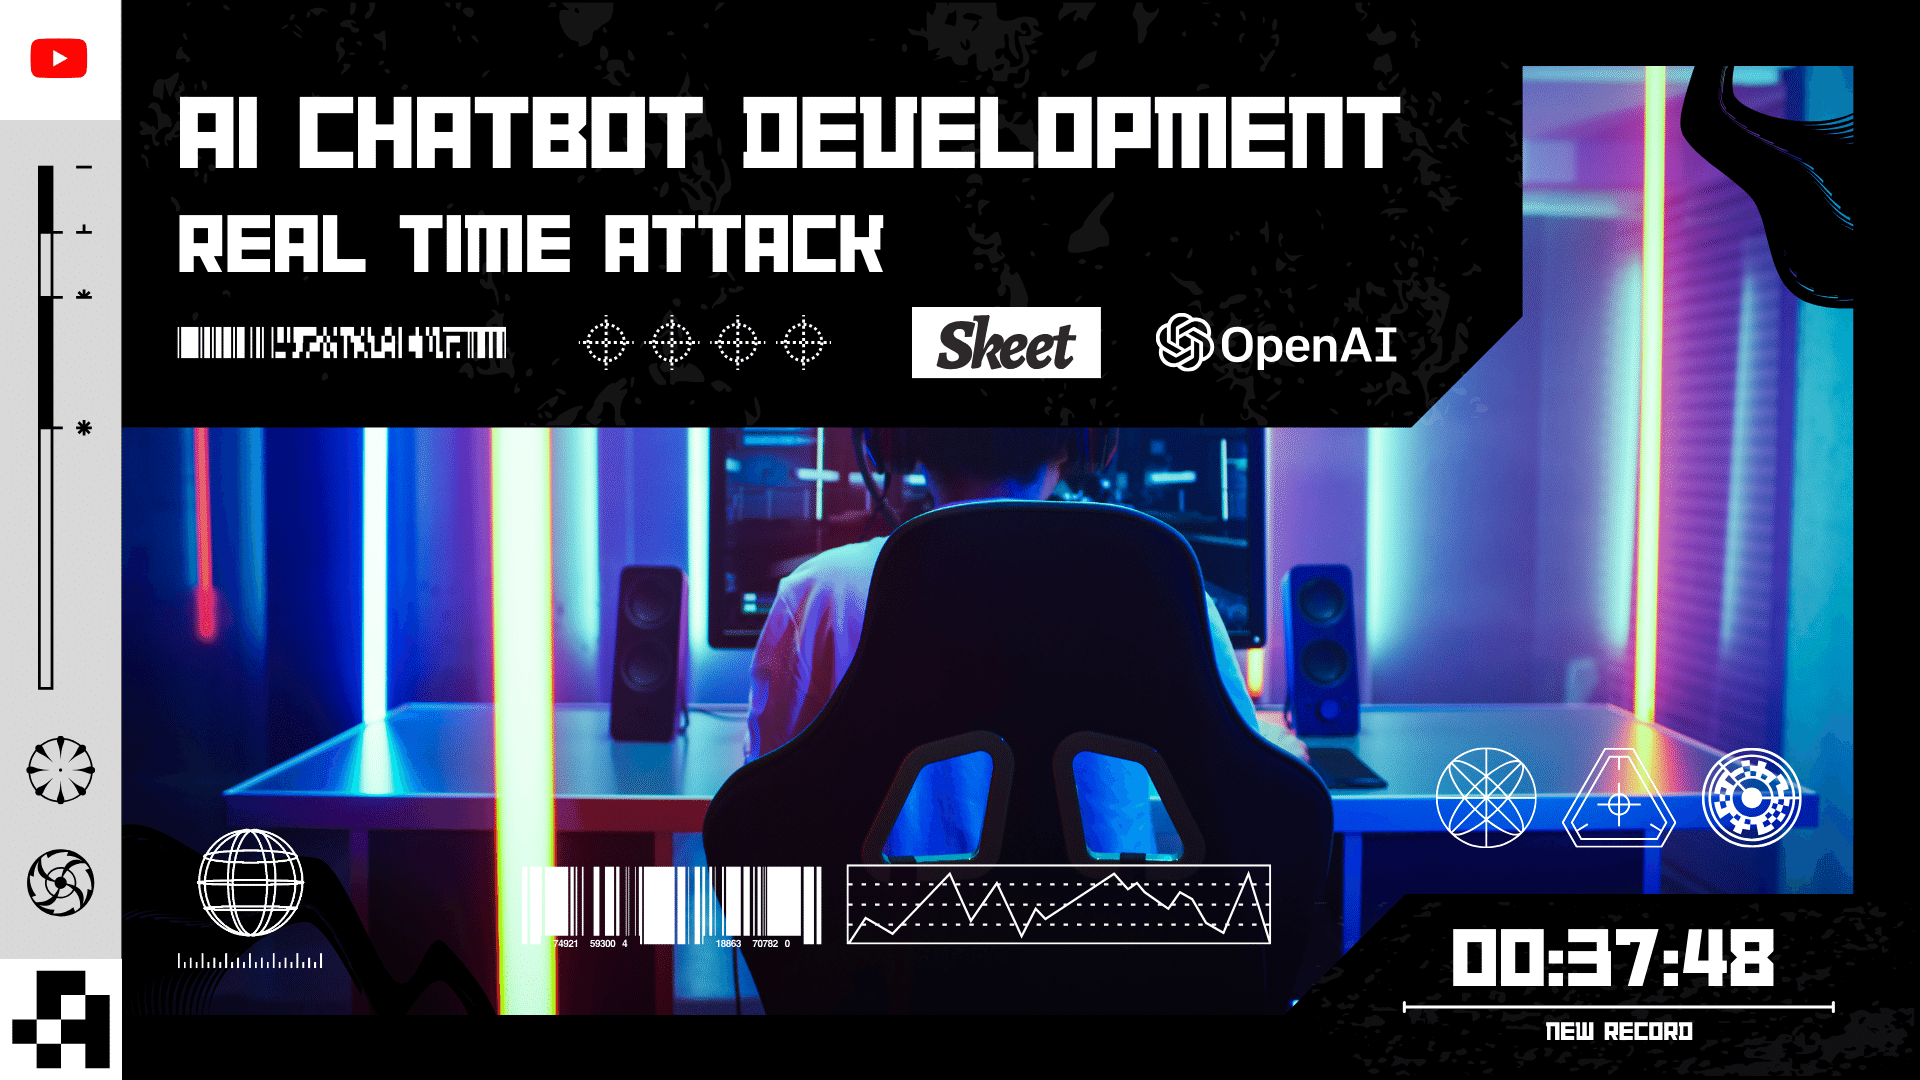 AI CHATBOT DEVELOPMENT
REAL TIME ATTACK
Skeet
OpenAI
74921 59300 4 18863 70782 0
00:37:48
NEW RECORD